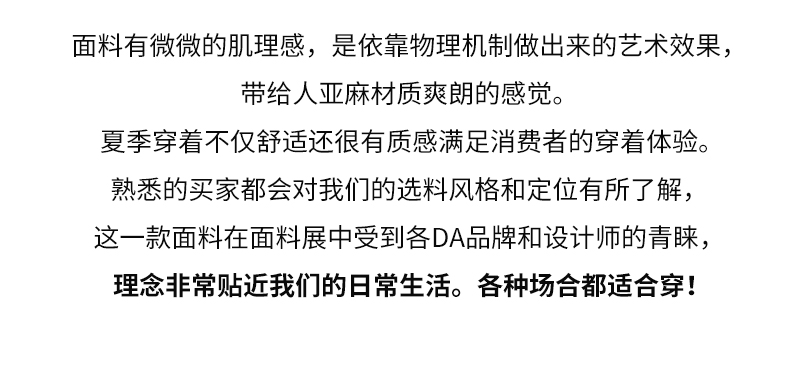 面料有微微的肌理感，是依靠物理机制做出来的艺术效果，
带给人亚麻材质爽朗的感觉。
夏季穿着不仅舒适还很有质感满足消费者的穿着体验。
熟悉的买家都会对我们的选料风格和定位有所了解，
这一款面料在面料展中受到各DA品牌和设计师的青睐，
理念非常贴近我们的日常生活。各种场合都适合穿！